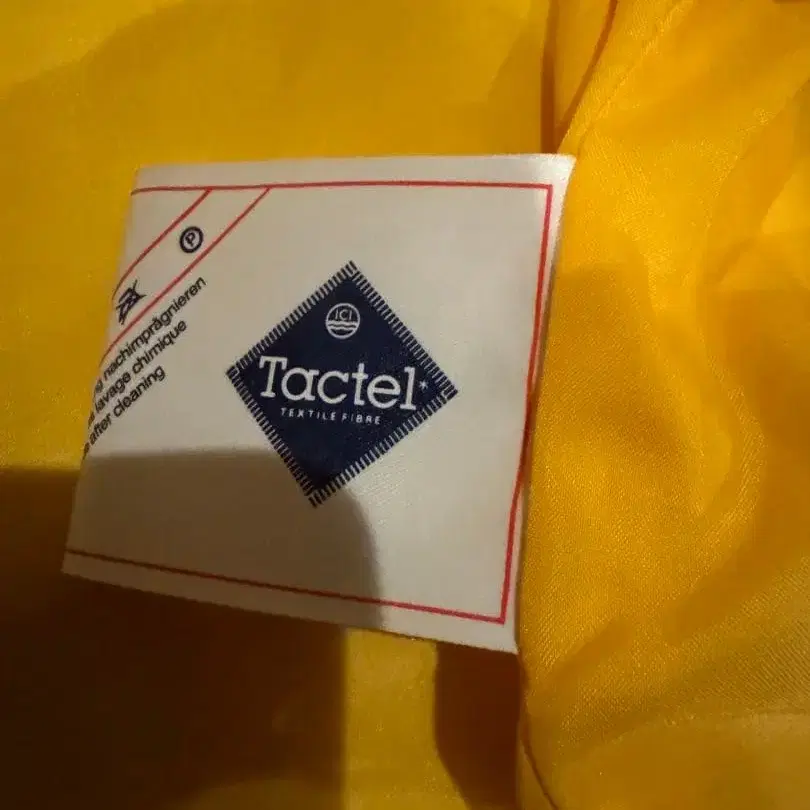 P
nachimprägnieren
lavage chimique
after cleaning
ICI
Tactel*
TEXTILE FIBRE